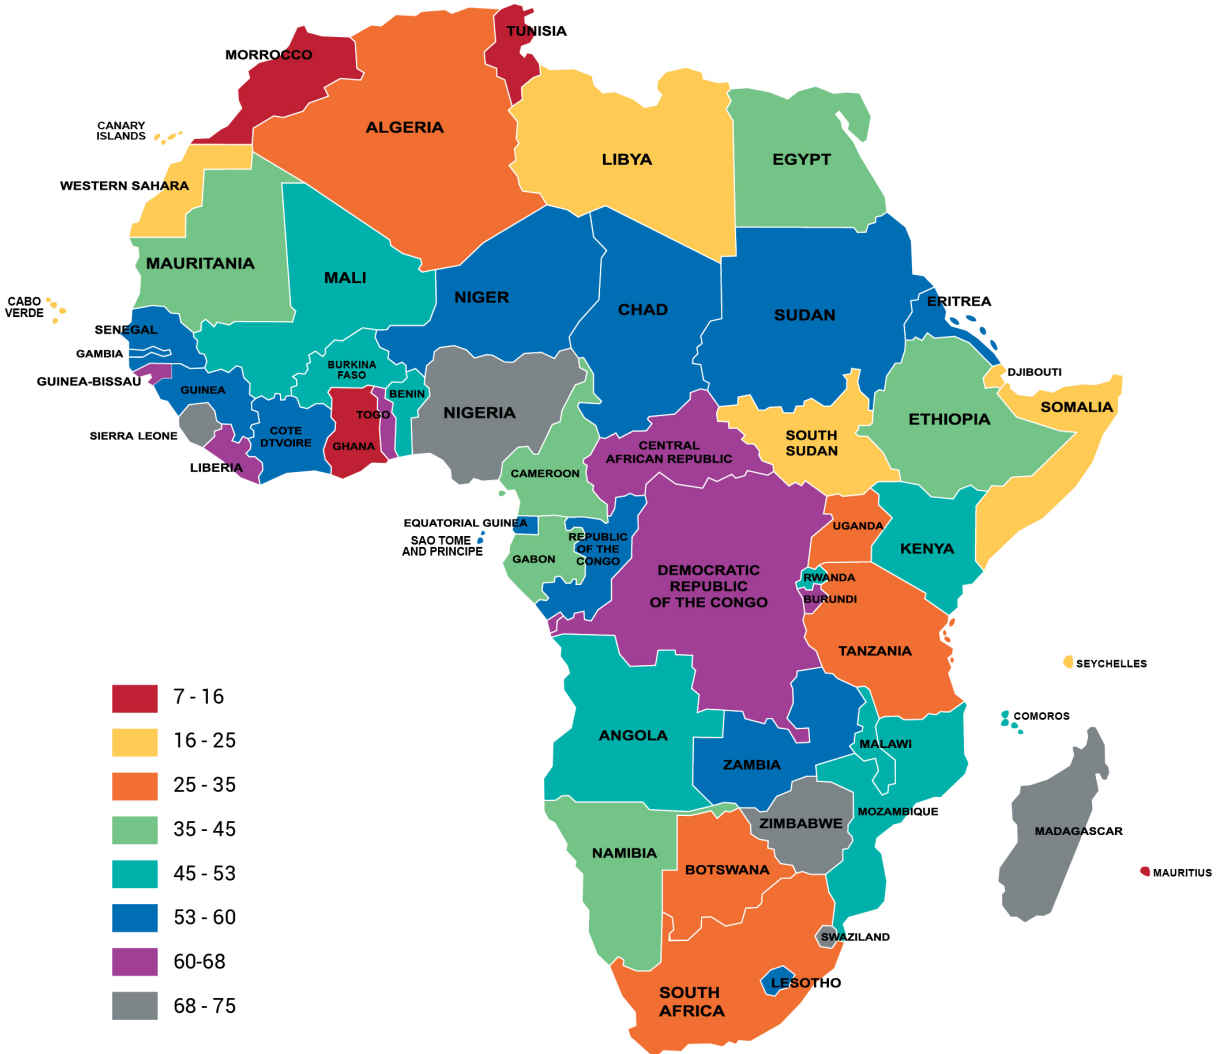 TUNISIA
MORROCCO
ALGERIA
CANARY
ISLANDS
LIBYA
EGYPT
WESTERN SAHARA
MAURITANIA
MALI
NIGER
CHAD
SUDAN
ERITREA
CABO
VERDE
SENEGAL
GAMBIA
GUINEA-BISSAU
GUINEA
BURKINA
FASO
BENIN
TOGO
NIGERIA
DJIBOUTI
SOMALIA
ETHIOPIA
SIERRA LEONE
COTE
DTVOIRE
GHANA
LIBERIA
CENTRAL
AFRICAN REPUBLIC
SOUTH
SUDAN
CAMEROON
EQUATORIAL GUINEA
SAO TOME
AND PRINCIPE
GABON
REPUBLIC
OF THE
CONGO
UGANDA
KENYA
DEMOCRATIC
REPUBLIC
OF THE CONGO
RWANDA
BURUNDI
TANZANIA
SEYCHELLES
COMOROS
ANGOLA
ZAMBIA
MALAWI
MOZAMBIQUE
ZIMBABWE
MADAGASCAR
NAMIBIA
BOTSWANA
MAURITIUS
SWAZILAND
LESOTHO
SOUTH
AFRICA
7 - 16
16 - 25
25 - 35
35 - 45
45 - 53
53 - 60
60-68
68 - 75